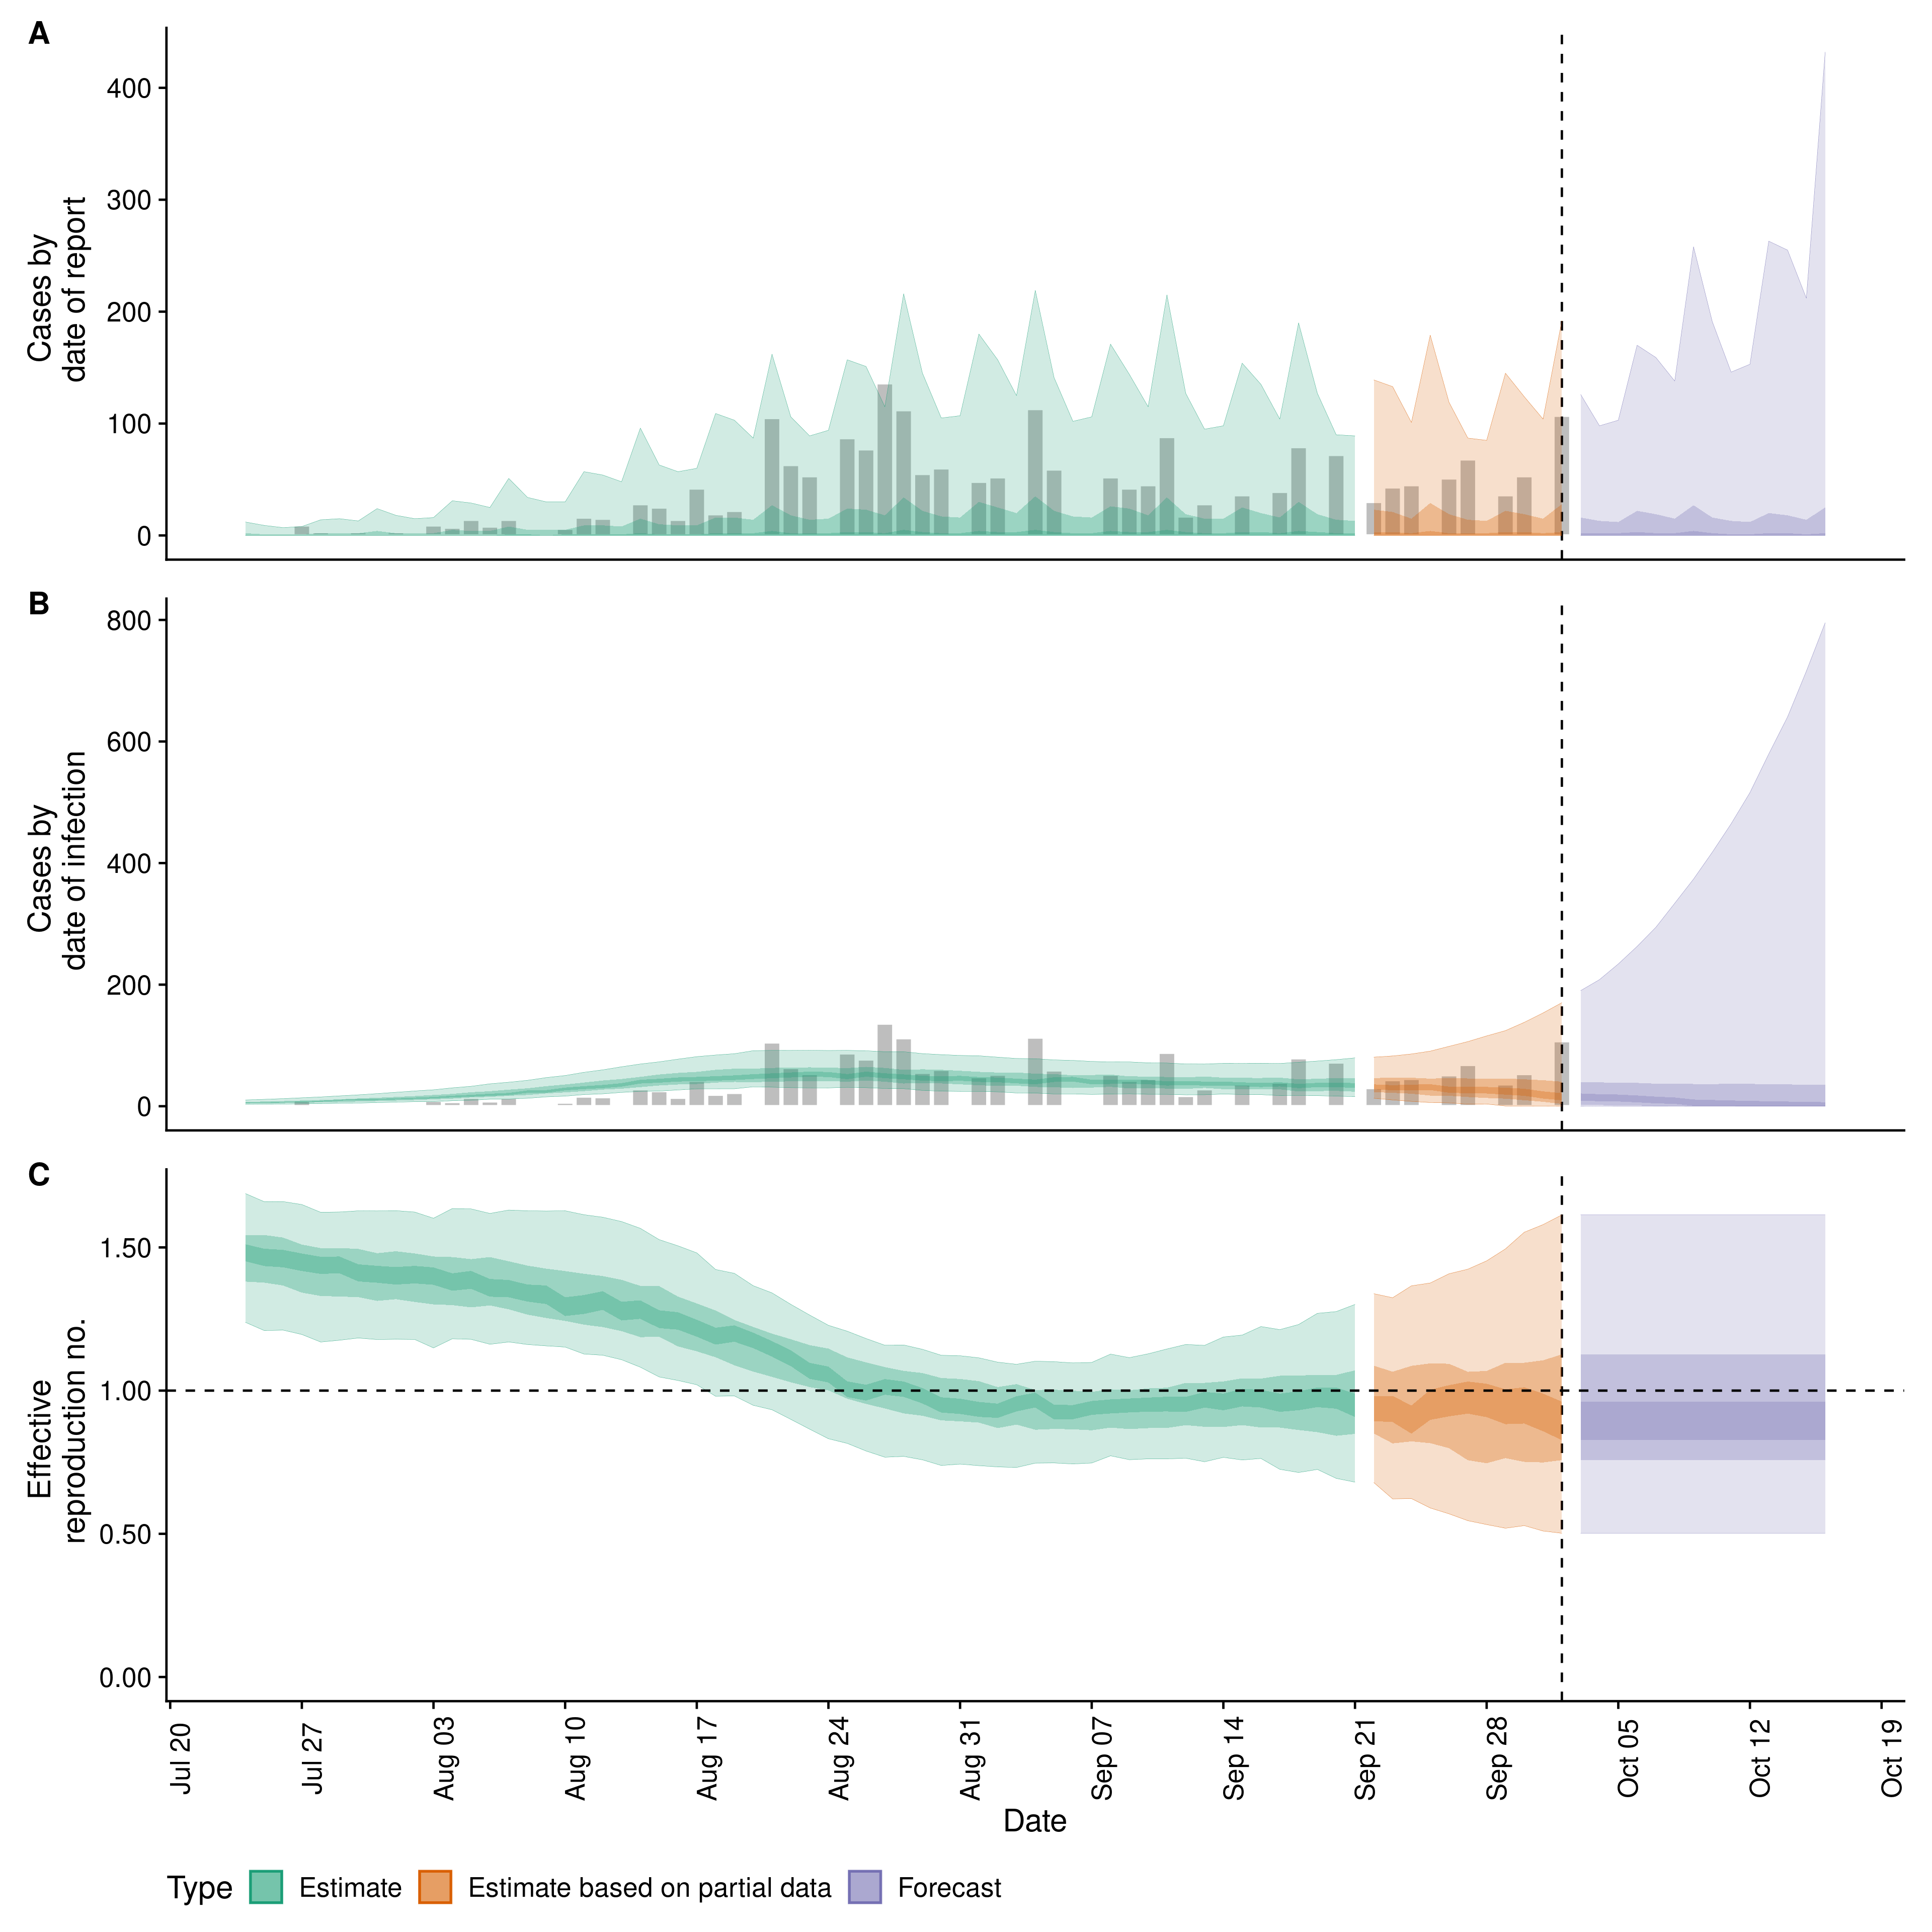 A
Cases by
date of report
400
300
200
100
0
B
Cases by
date of infection
800
600
400
200
0
C
Effective
reproduction no.
1.50
1.00
0.50
0.00
Jul 20
Jul 27
Aug 03
Aug 10
Aug 17
Aug 24
Aug 31
Sep 07
Sep 14
Sep 21
Sep 28
Oct 05
Oct 12
Oct 19
Date
Type Estimate Estimate based on partial data Forecast